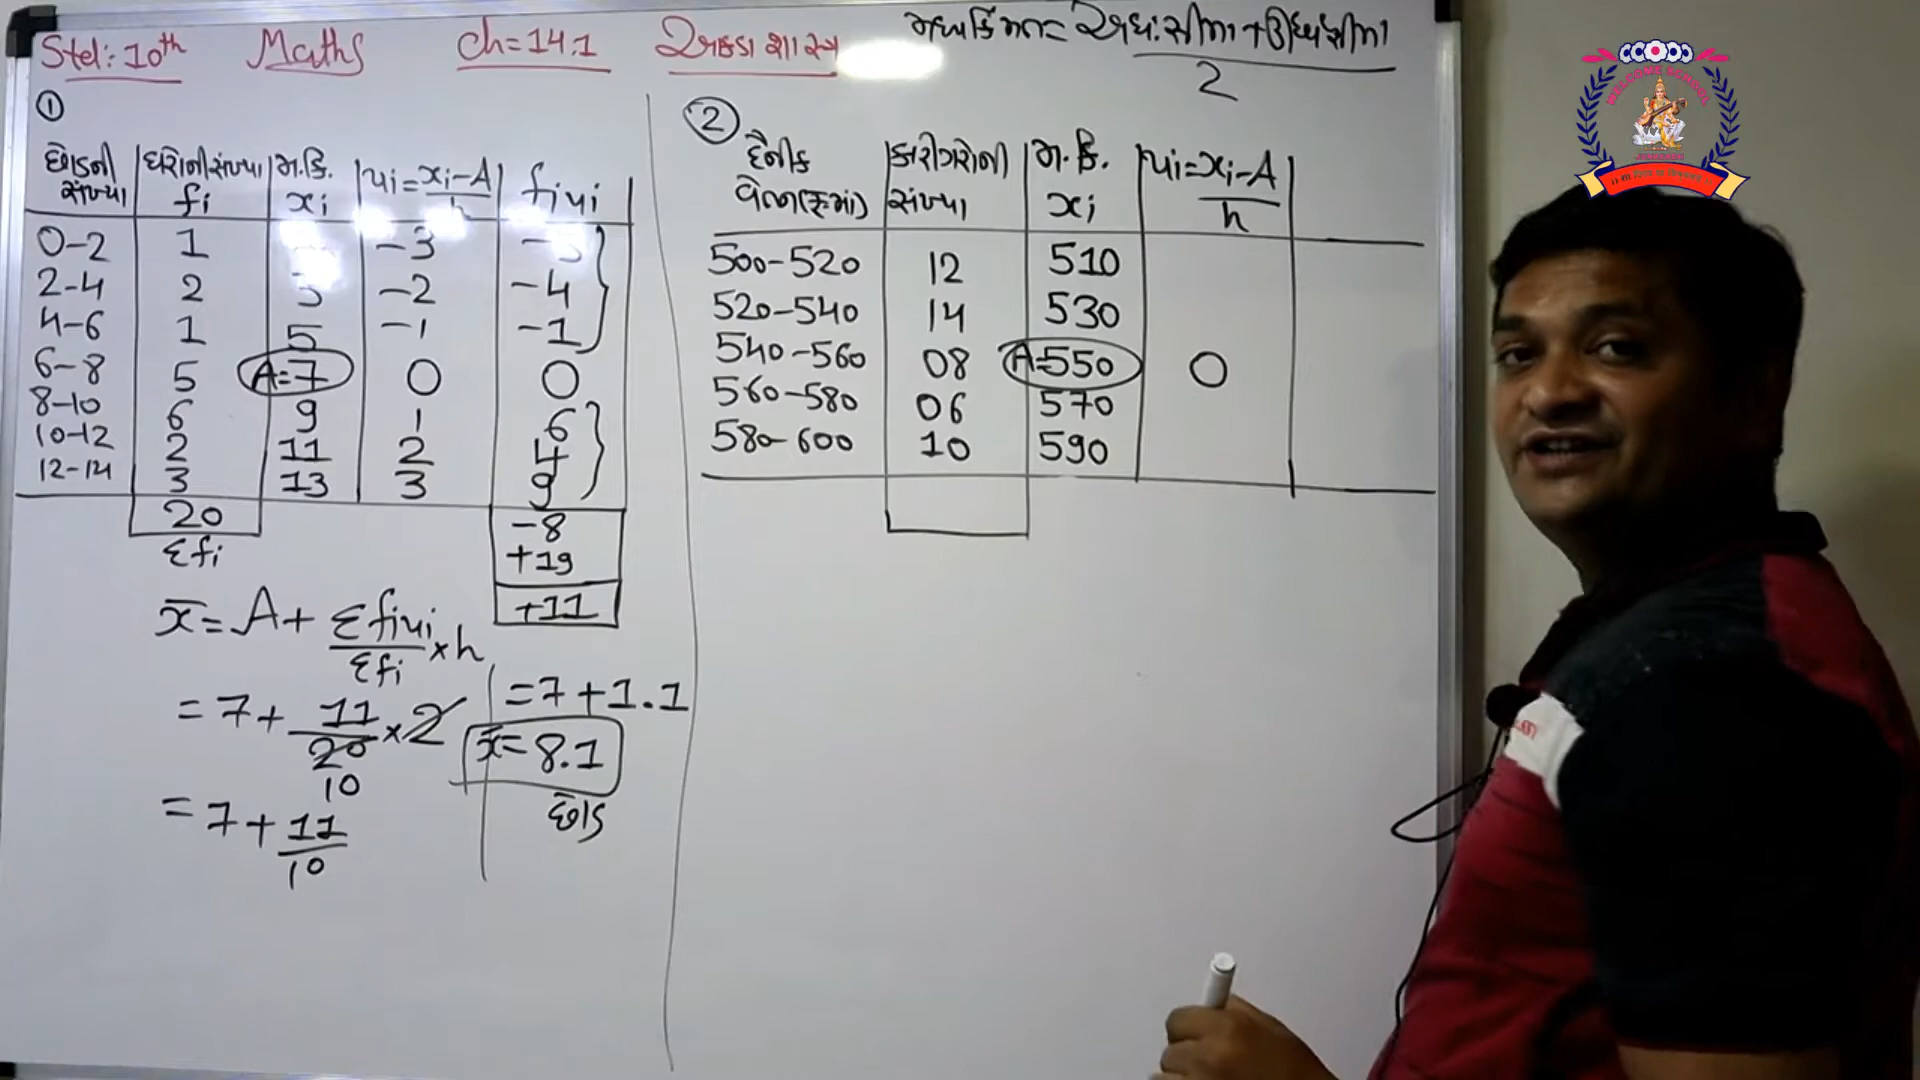 Std: 10th Maths Ch=14.1 આંકડાશાસ્ત્ર
મધ્યકિંમત = અધ:સીમા + ઉર્ધ્વસીમા
2
①
છોડની સંખ્યા | ઘરોની સંખ્યા fi | મ.કિ. xi | ui = xi-A / h | fiui
0-2 1 -3
2-4 2 -2 -4
4-6 1 5 -1 -1
6-8 5 A=7 0 0
8-10 6 9 1 6
10-12 2 11 2 4
12-14 3 13 3 9
20 -8
Σfi +19
+11
x̄ = A + Σfiui / Σfi × h
= 7 + 11/20 × 2
10
= 7 + 11/10
= 7 + 1.1
x̄ = 8.1
છોડ
②
દૈનીક વેતન(રૂમાં) | કારીગરોની સંખ્યા | મ.કિ. xi | ui = xi-A / h
500-520 12 510
520-540 14 530
540-560 08 A=550 0
560-580 06 570
580-600 10 590
WELCOME SCHOOL